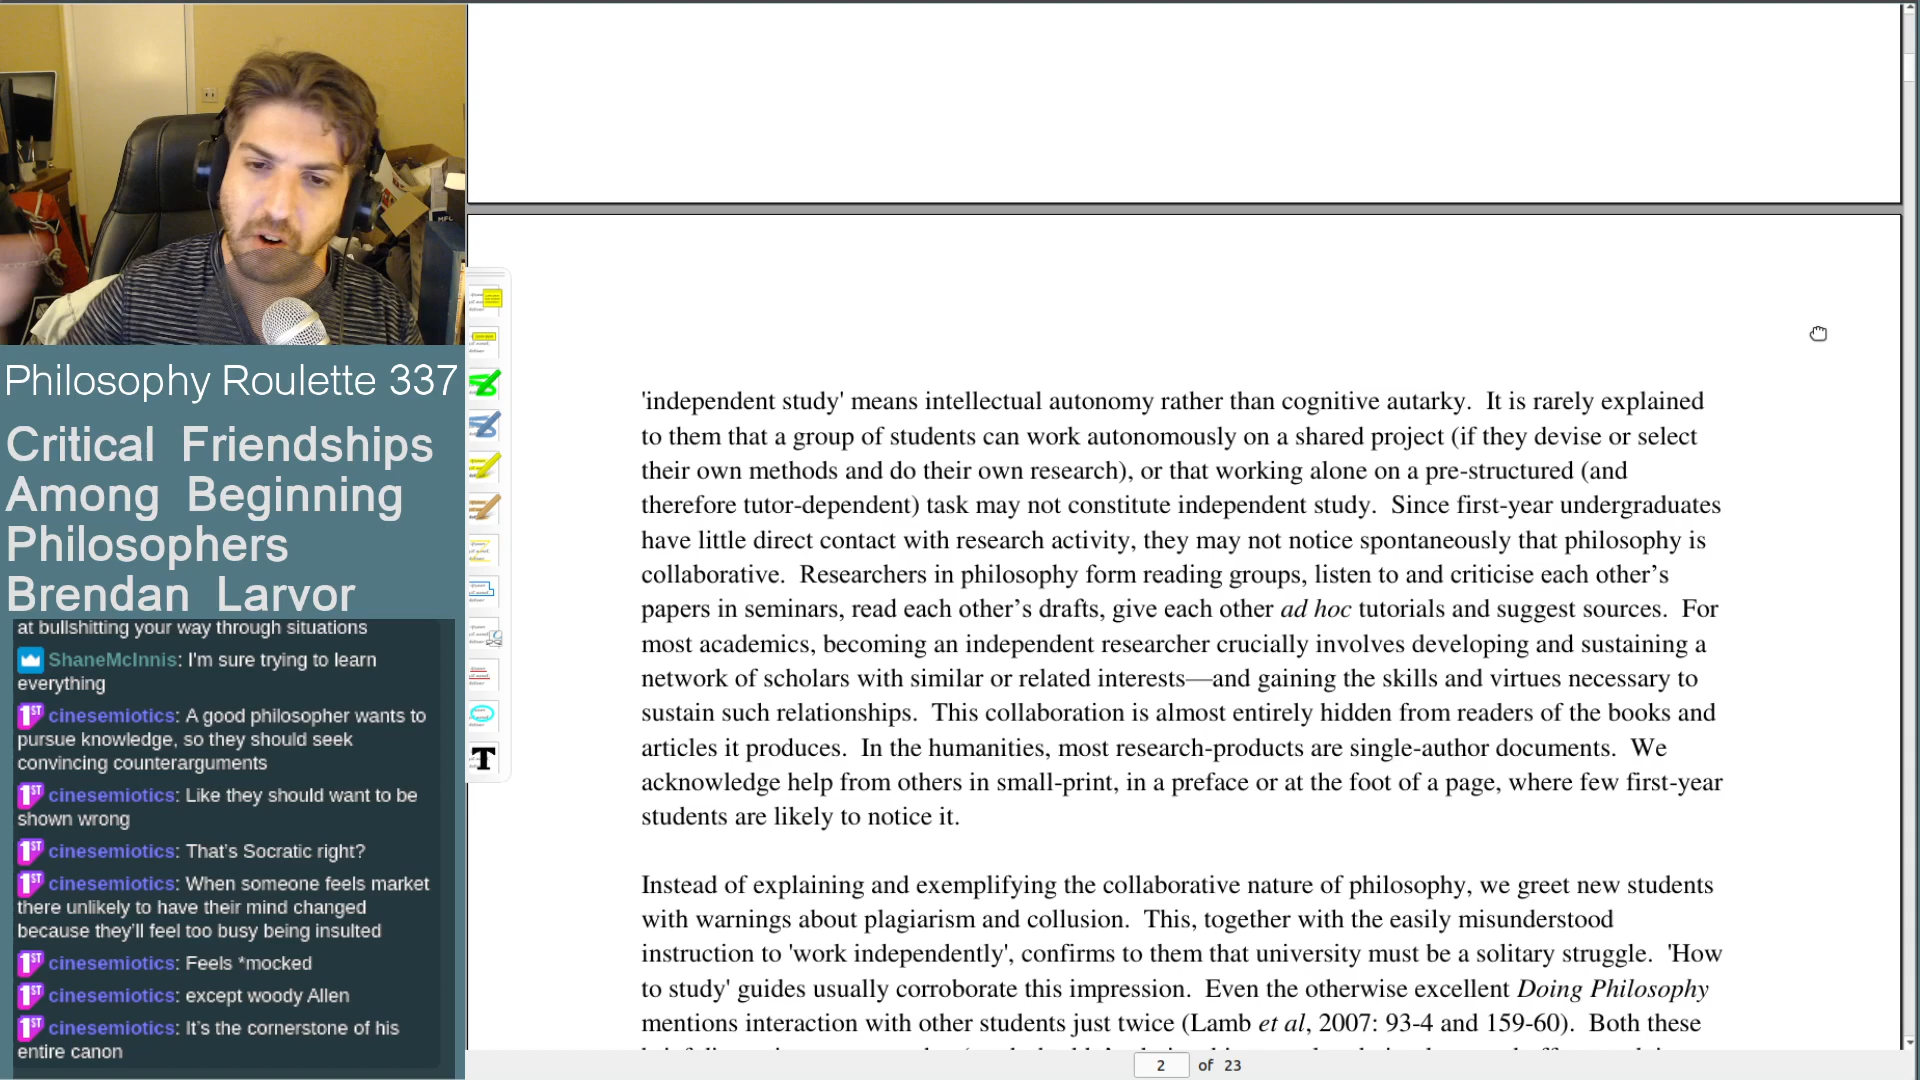 Philosophy Roulette 337
Critical Friendships
Among Beginning
Philosophers
Brendan Larvor
at bullshitting your way through situations
ShaneMcInnis: I'm sure trying to learn
everything
1ST cinesemiotics: A good philosopher wants to
pursue knowledge, so they should seek
convincing counterarguments
1ST cinesemiotics: Like they should want to be
shown wrong
1ST cinesemiotics: That's Socratic right?
1ST cinesemiotics: When someone feels market
there unlikely to have their mind changed
because they'll feel too busy being insulted
1ST cinesemiotics: Feels *mocked
1ST cinesemiotics: except woody Allen
1ST cinesemiotics: It's the cornerstone of his
entire canon
T
'independent study' means intellectual autonomy rather than cognitive autarky. It is rarely explained
to them that a group of students can work autonomously on a shared project (if they devise or select
their own methods and do their own research), or that working alone on a pre-structured (and
therefore tutor-dependent) task may not constitute independent study. Since first-year undergraduates
have little direct contact with research activity, they may not notice spontaneously that philosophy is
collaborative. Researchers in philosophy form reading groups, listen to and criticise each other's
papers in seminars, read each other's drafts, give each other ad hoc tutorials and suggest sources. For
most academics, becoming an independent researcher crucially involves developing and sustaining a
network of scholars with similar or related interests—and gaining the skills and virtues necessary to
sustain such relationships. This collaboration is almost entirely hidden from readers of the books and
articles it produces. In the humanities, most research-products are single-author documents. We
acknowledge help from others in small-print, in a preface or at the foot of a page, where few first-year
students are likely to notice it.
Instead of explaining and exemplifying the collaborative nature of philosophy, we greet new students
with warnings about plagiarism and collusion. This, together with the easily misunderstood
instruction to 'work independently', confirms to them that university must be a solitary struggle. 'How
to study' guides usually corroborate this impression. Even the otherwise excellent Doing Philosophy
mentions interaction with other students just twice (Lamb et al, 2007: 93-4 and 159-60). Both these
2 of 23